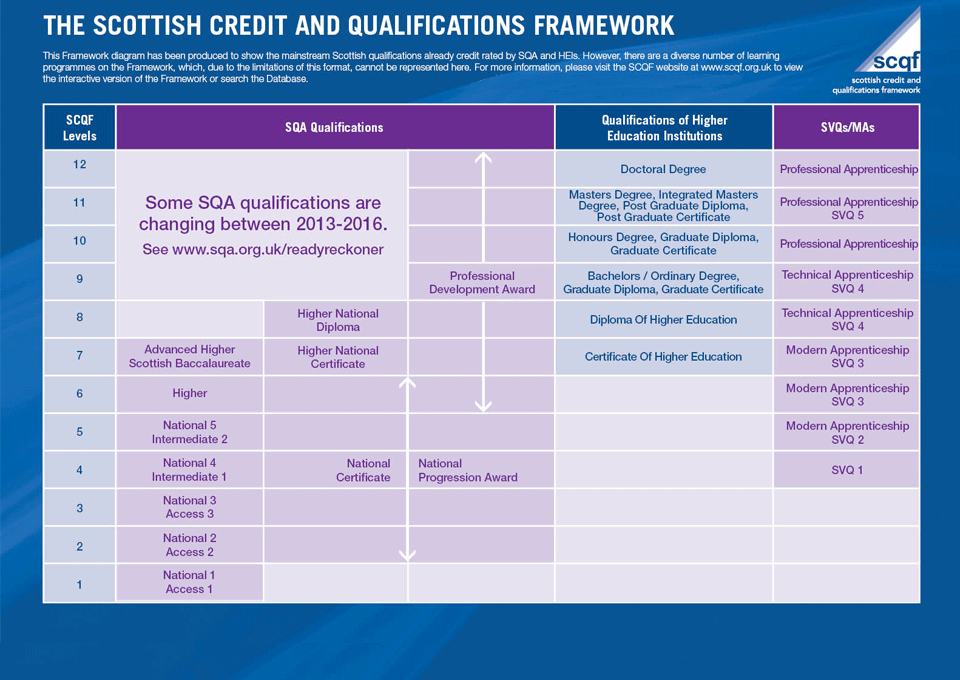 THE SCOTTISH CREDIT AND QUALIFICATIONS FRAMEWORK
This Framework diagram has been produced to show the mainstream Scottish qualifications already credit rated by SQA and HEIs. However, there are a diverse number of learning
programmes on the Framework, which, due to the limitations of this format, cannot be represented here. For more information, please visit the SCQF website at www.scqf.org.uk to view
the interactive version of the Framework or search the Database.
scqf
scottish credit and
qualifications framework
SCQF
Levels
SQA Qualifications
Qualifications of Higher
Education Institutions
SVQs/MAs
12
Doctoral Degree
Professional Apprenticeship
11
Some SQA qualifications are
changing between 2013-2016.
See www.sqa.org.uk/readyreckoner
Masters Degree, Integrated Masters
Degree, Post Graduate Diploma,
Post Graduate Certificate
Professional Apprenticeship
SVQ 5
10
Honours Degree, Graduate Diploma,
Graduate Certificate
Professional Apprenticeship
9
Professional
Development Award
Bachelors / Ordinary Degree,
Graduate Diploma, Graduate Certificate
Technical Apprenticeship
SVQ 4
8
Higher National
Diploma
Diploma Of Higher Education
Technical Apprenticeship
SVQ 4
7
Advanced Higher
Scottish Baccalaureate
Higher National
Certificate
Certificate Of Higher Education
Modern Apprenticeship
SVQ 3
6
Higher
Modern Apprenticeship
SVQ 3
5
National 5
Intermediate 2
Modern Apprenticeship
SVQ 2
4
National 4
Intermediate 1
National
Certificate
National
Progression Award
SVQ 1
3
National 3
Access 3
2
National 2
Access 2
1
National 1
Access 1